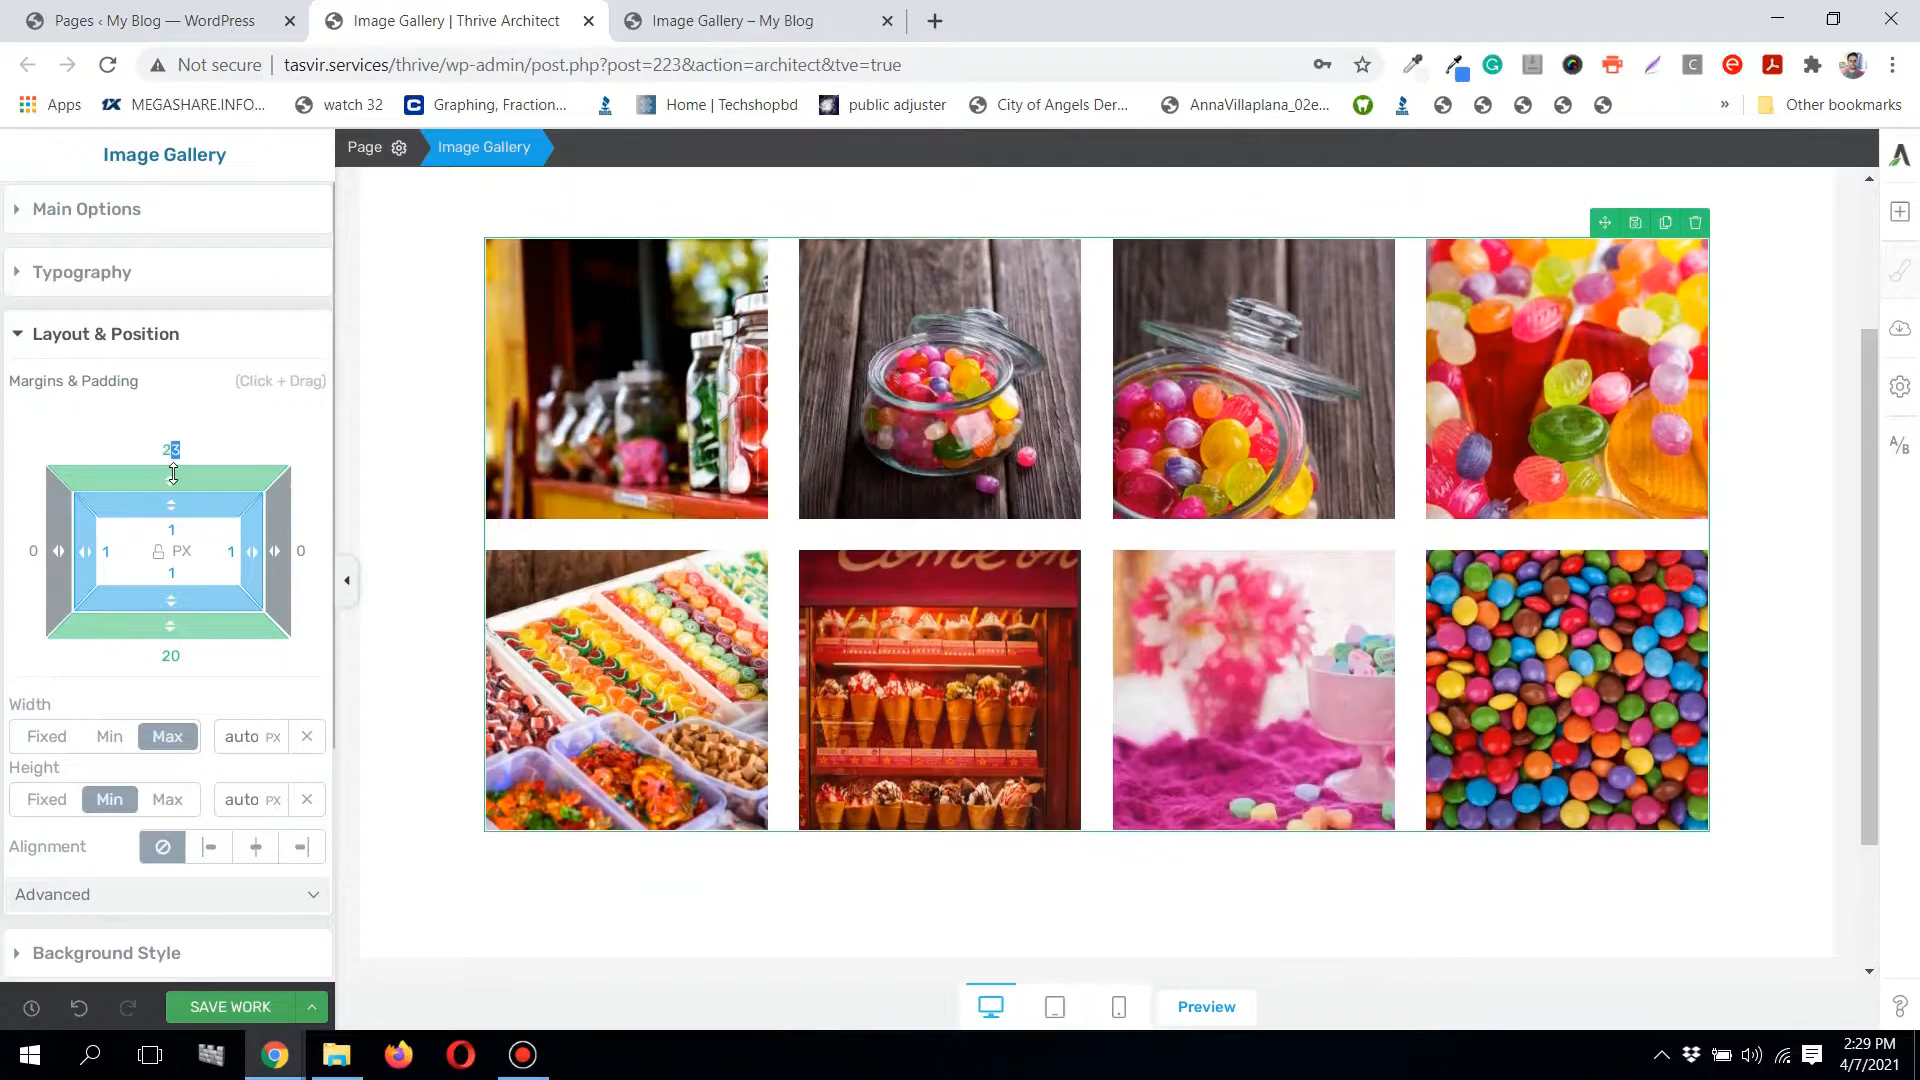 Pages ‹ My Blog — WordPress
Image Gallery | Thrive Architect
Image Gallery – My Blog
Not secure
tasvir.services/thrive/wp-admin/post.php?post=223&action=architect&tve=true
Apps
MEGASHARE.INFO...
watch 32
Graphing, Fraction...
Home | Techshopbd
public adjuster
City of Angels Der...
AnnaVillaplana_02e...
»
Other bookmarks
Image Gallery
Page
Image Gallery
Main Options
Typography
Layout & Position
Margins & Padding
(Click + Drag)
23
1
0
1
PX
1
0
1
20
Width
Fixed
Min
Max
auto PX
Height
Fixed
Min
Max
auto PX
Alignment
Advanced
Background Style
SAVE WORK
Come on
A/B
Preview
2:29 PM
4/7/2021